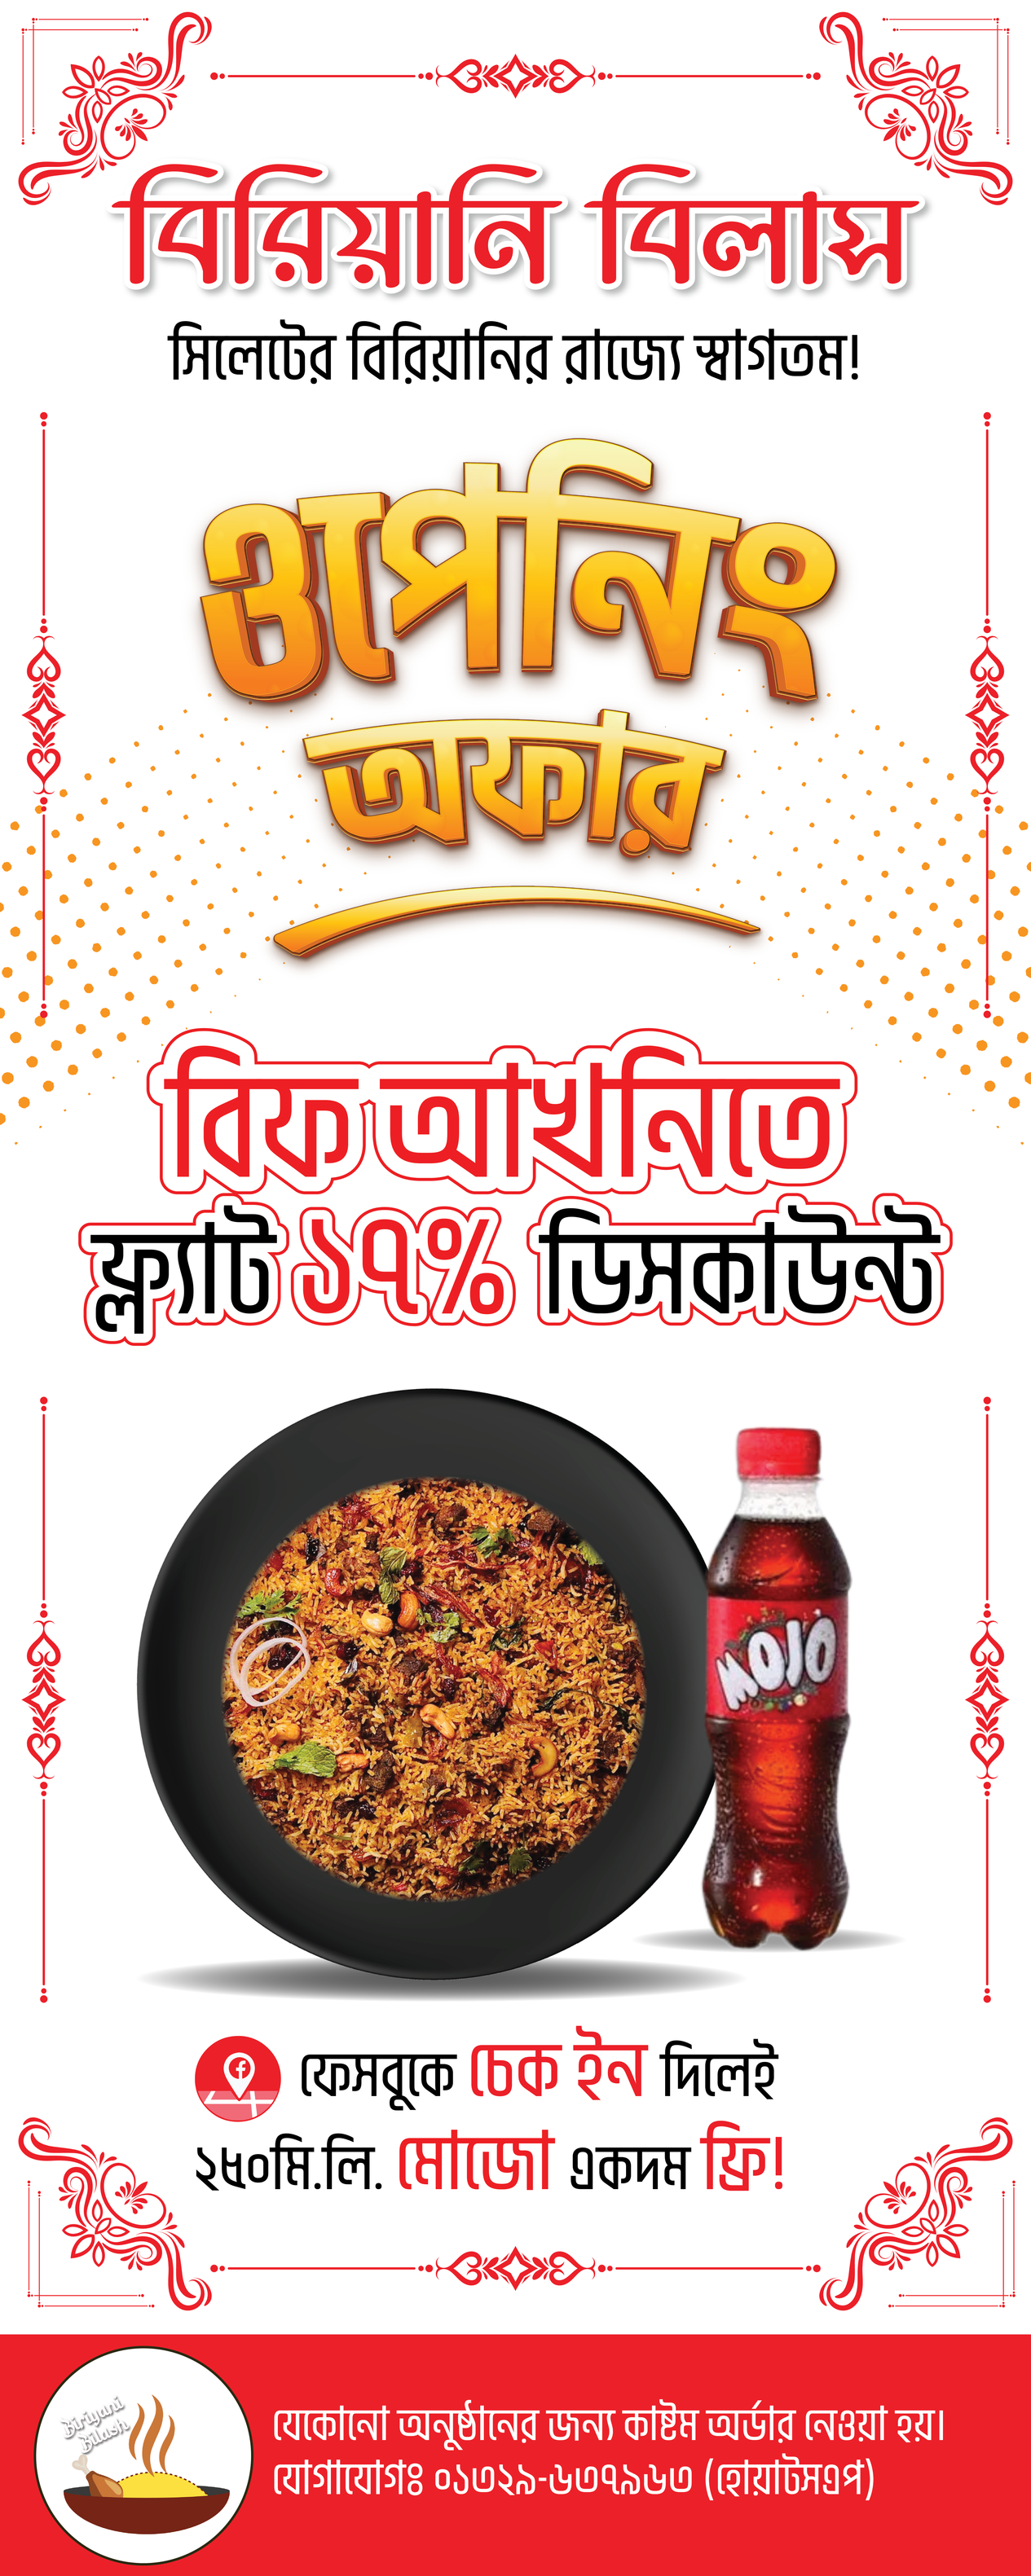 বিরিয়ানি বিলাস
সিলেটের বিরিয়ানির রাজ্যে স্বাগতম!
ওপেনিং
অফার
বিফ আখনিতে
ফ্ল্যাট ১৭% ডিসকাউন্ট
MOJO
ফেসবুকে চেক ইন দিলেই
২৫০মি.লি. মোজো একদম ফ্রি!
Biriyani
Bilash
যেকোনো অনুষ্ঠানের জন্য কাষ্টম অর্ডার নেওয়া হয়।
যোগাযোগঃ ০১৩২৯-৬৩৭৯৬৩ (হোয়াটসএপ)